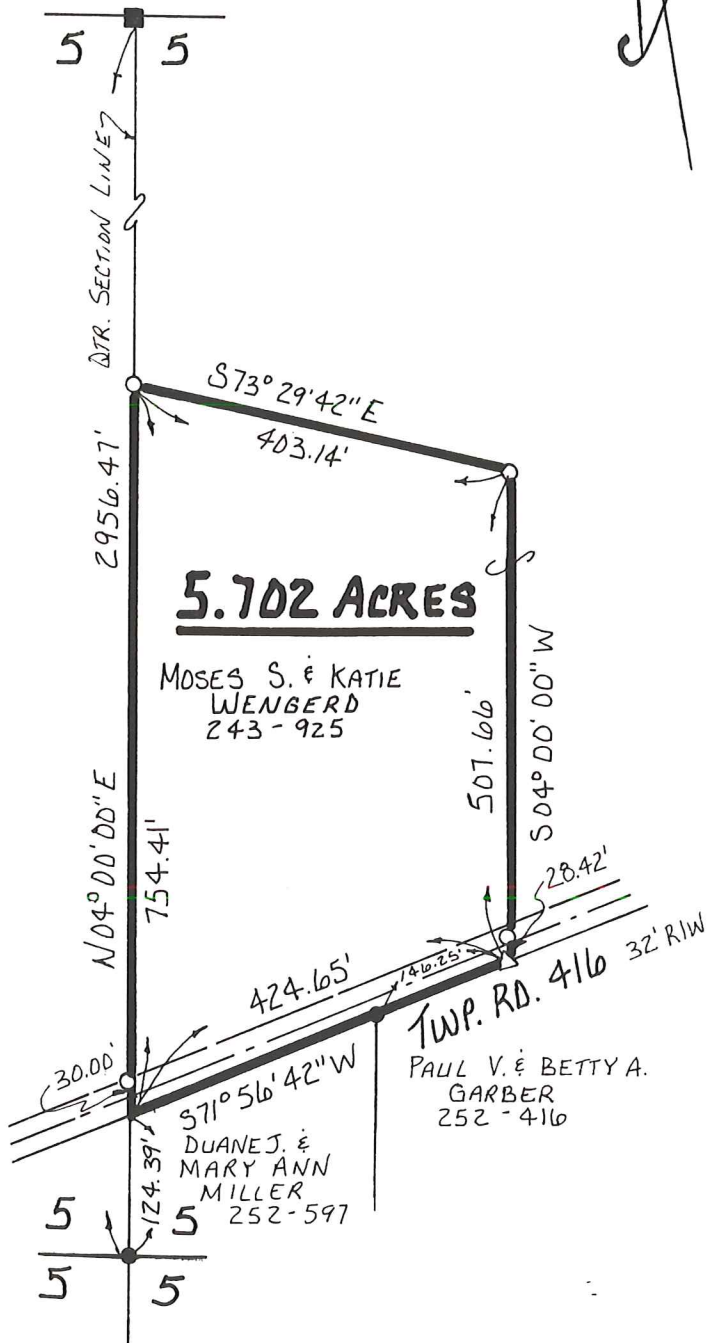 5 5
QTR. SECTION LINE
S73° 29'42"E
403.14'
2956.47'
5.702 ACRES
MOSES S. & KATIE
WENGERD
243-925
507.66'
S04° 00' 00"W
N04° 00' 00"E
754.41'
28.42'
424.65'
146.25'
TWP. RD. 416 32' R/W
30.00'
S71° 56' 42"W
PAUL V. & BETTY A.
GARBER
252-416
DUANE J. &
MARY ANN
MILLER
252-597
124.39'
5 5
5 5